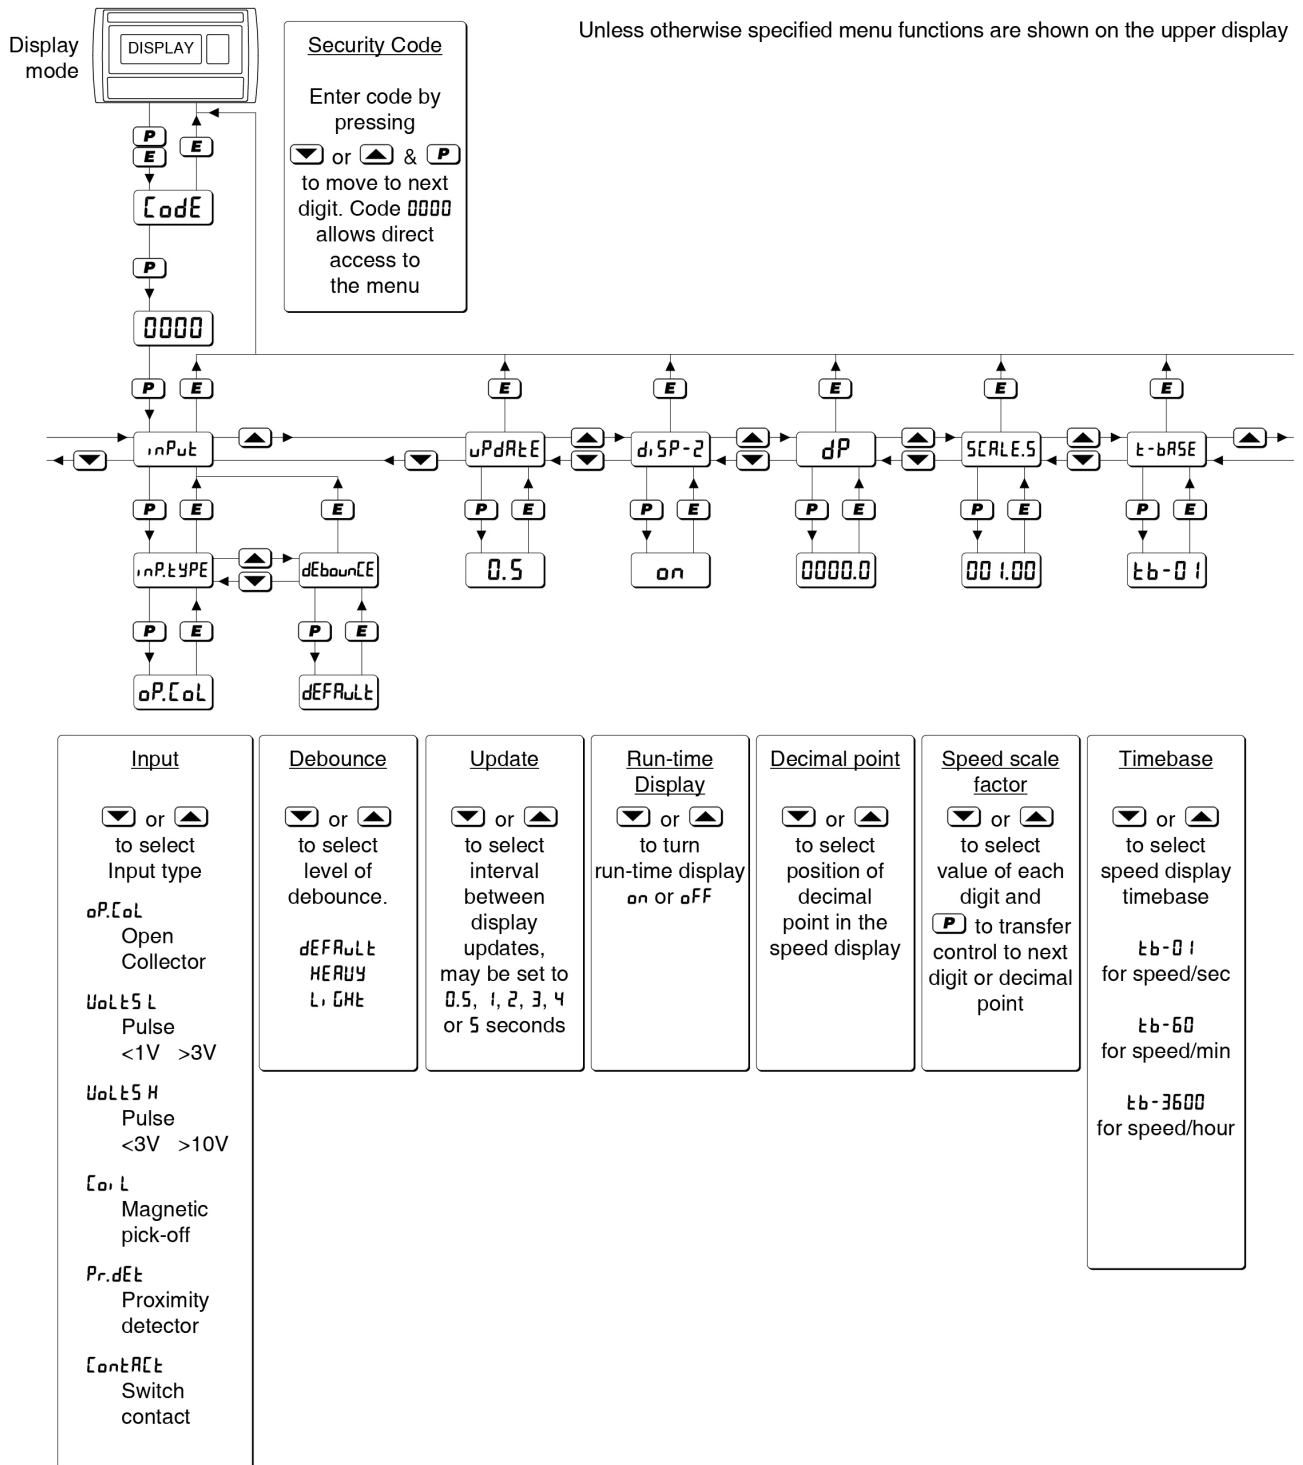 Unless otherwise specified menu functions are shown on the upper display
Display
mode
DISPLAY
P
E
E
CodE
P
0000
Security Code
Enter code by
pressing
or & P
to move to next
digit. Code 0000
allows direct
access to
the menu
P E E E E E E
inPut uPdAtE diSP-2 dP SCALE.S t-bASE
P E E P E P E P E P E P E
inP.tYPE dEbounCE 0.5 on 0000.0 001.00 tb-01
P E P E
oP.CoL dEFAuLt
Input
or
to select
Input type
oP.CoL
Open
Collector
VoLtS L
Pulse
<1V >3V
VoLtS H
Pulse
<3V >10V
CoiL
Magnetic
pick-off
Pr.dEt
Proximity
detector
ContACt
Switch
contact
Debounce
or
to select
level of
debounce.
dEFAuLt
HEAVY
LiGHt
Update
or
to select
interval
between
display
updates,
may be set to
0.5, 1, 2, 3, 4
or 5 seconds
Run-time
Display
or
to turn
run-time display
on or oFF
Decimal point
or
to select
position of
decimal
point in the
speed display
Speed scale
factor
or
to select
value of each
digit and
P to transfer
control to next
digit or decimal
point
Timebase
or
to select
speed display
timebase
tb-01
for speed/sec
tb-60
for speed/min
tb-3600
for speed/hour